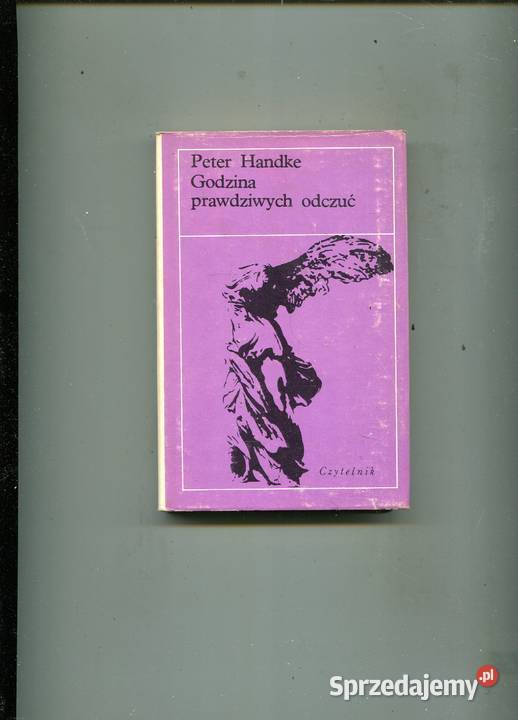 Peter Handke
Godzina
prawdziwych odczuć
Czytelnik
Sprzedajemy.pl